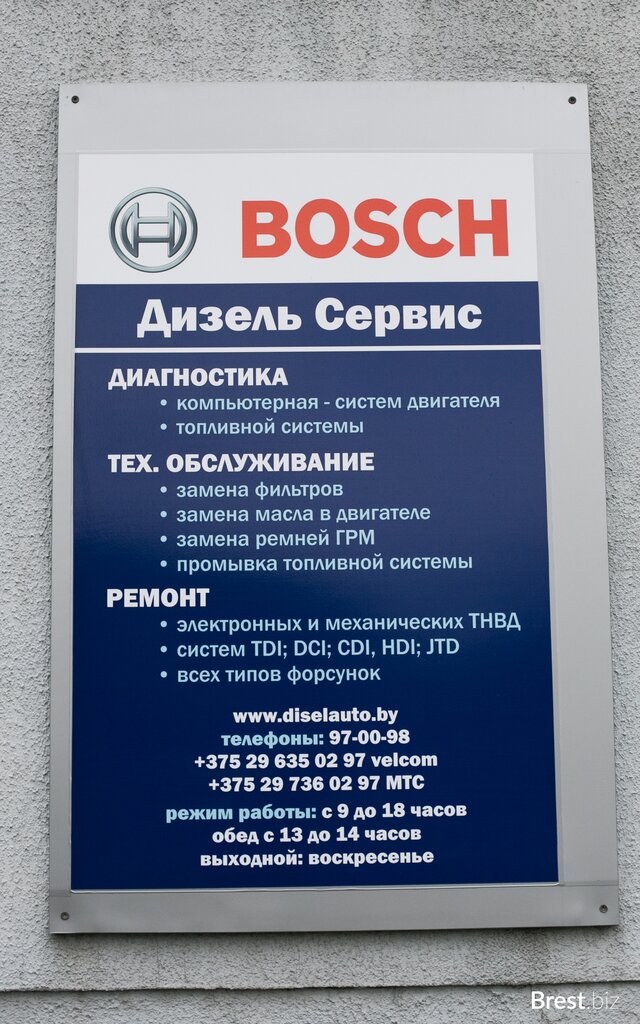 BOSCH
Дизель Сервис
ДИАГНОСТИКА
• компьютерная - систем двигателя
• топливной системы
ТЕХ. ОБСЛУЖИВАНИЕ
• замена фильтров
• замена масла в двигателе
• замена ремней ГРМ
• промывка топливной системы
РЕМОНТ
• электронных и механических ТНВД
• систем TDI; DCI; CDI, HDI; JTD
• всех типов форсунок
www.diselauto.by
телефоны: 97-00-98
+375 29 635 02 97 velcom
+375 29 736 02 97 МТС
режим работы: с 9 до 18 часов
обед с 13 до 14 часов
выходной: воскресенье
Brest.biz